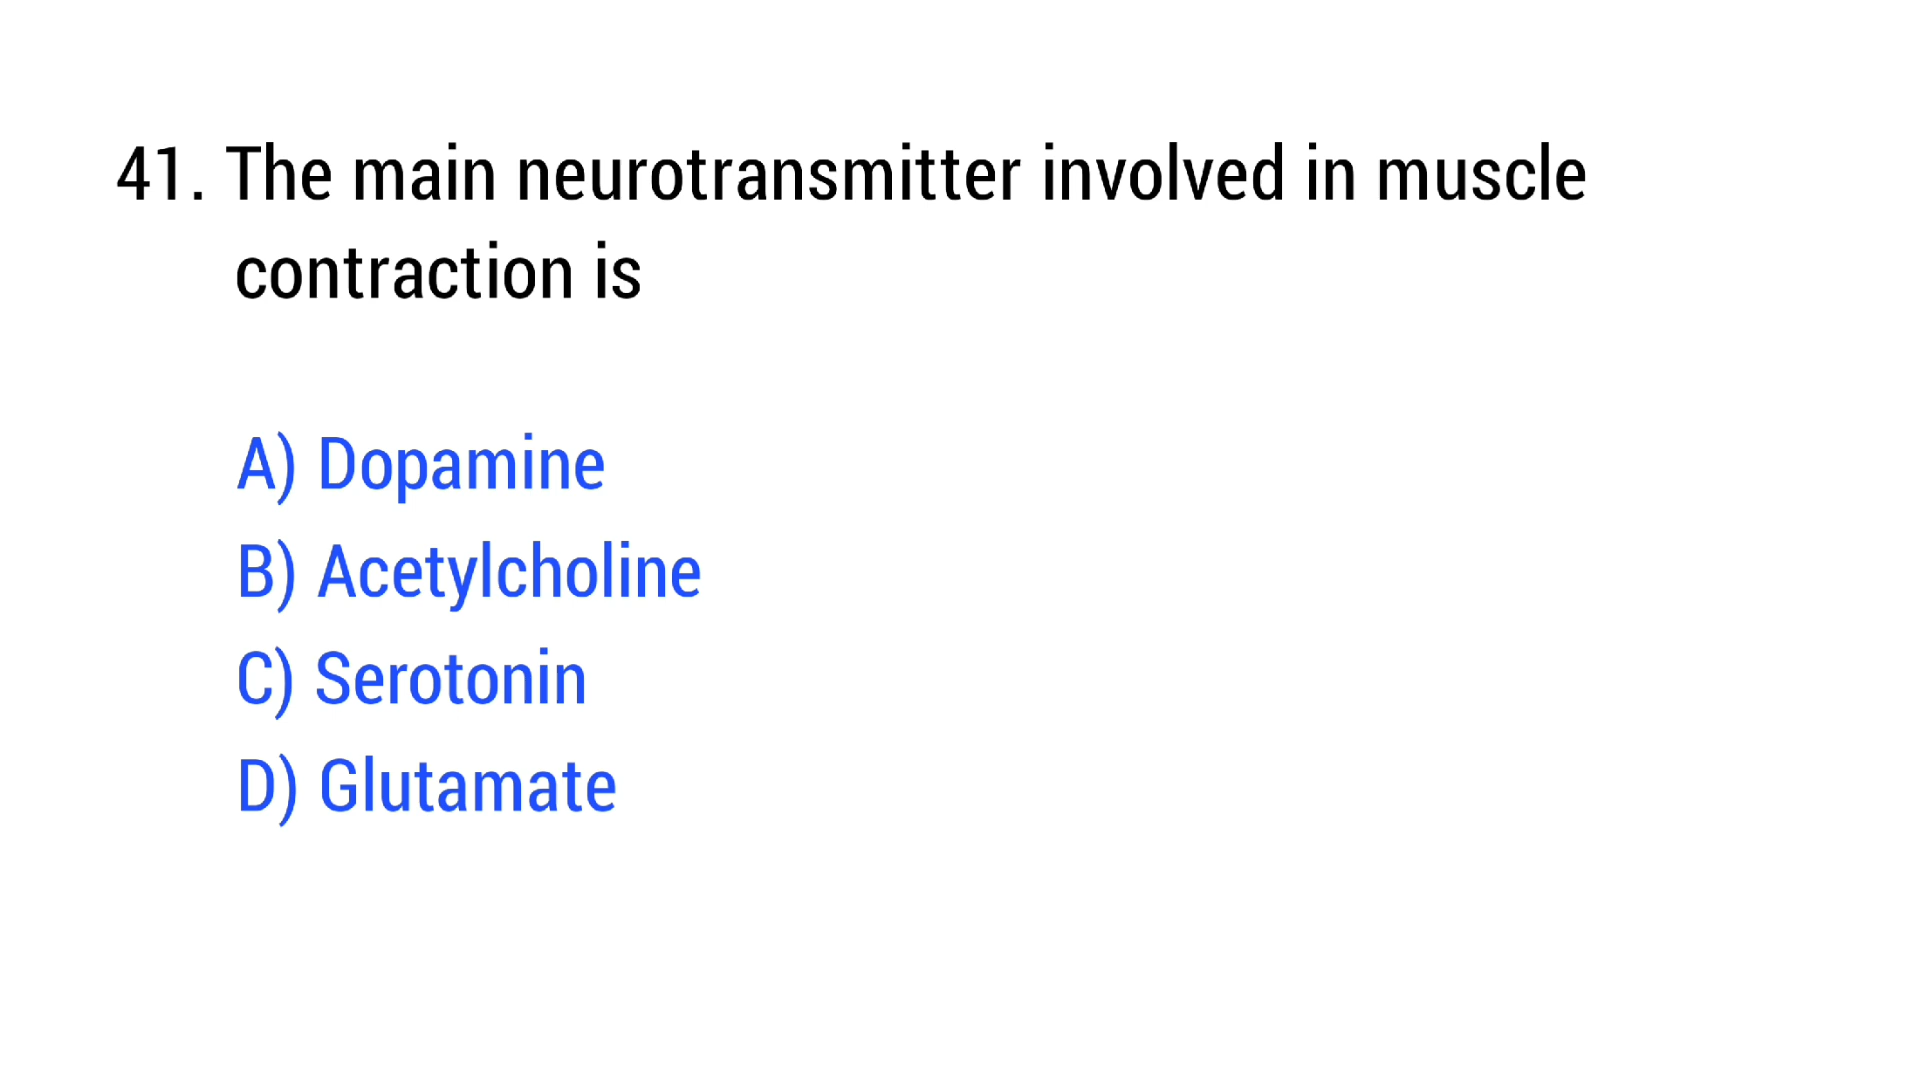 41. The main neurotransmitter involved in muscle
contraction is
A) Dopamine
B) Acetylcholine
C) Serotonin
D) Glutamate